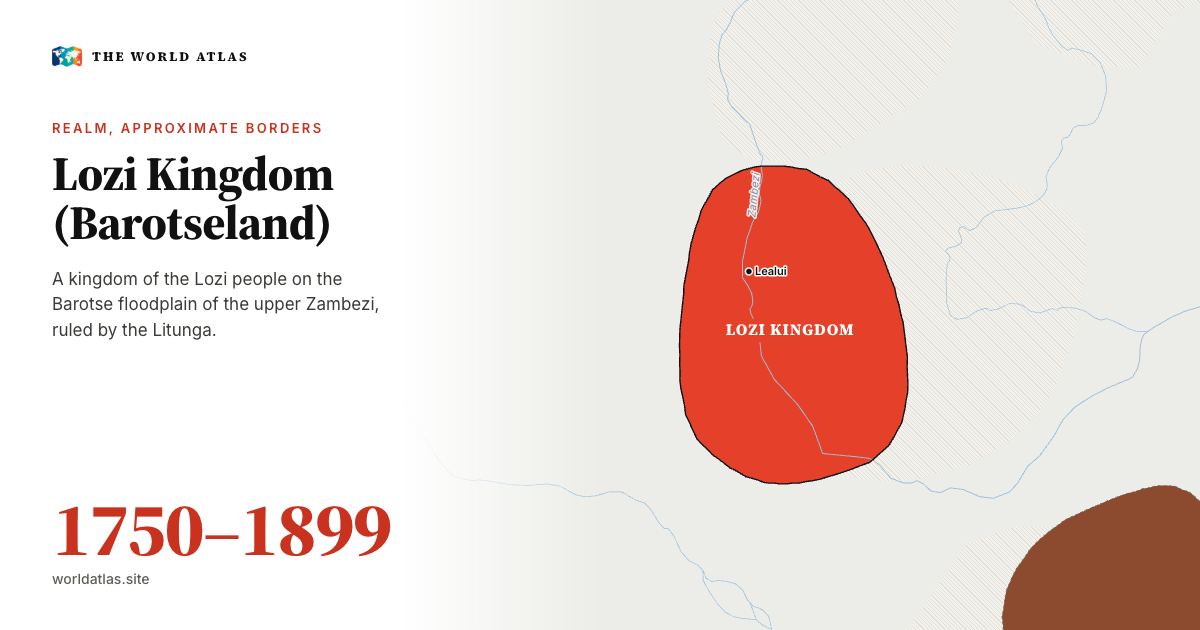 THE WORLD ATLAS
REALM, APPROXIMATE BORDERS
Lozi Kingdom
(Barotseland)
A kingdom of the Lozi people on the
Barotse floodplain of the upper Zambezi,
ruled by the Litunga.
1750–1899
worldatlas.site
Zambezi
Lealui
LOZI KINGDOM